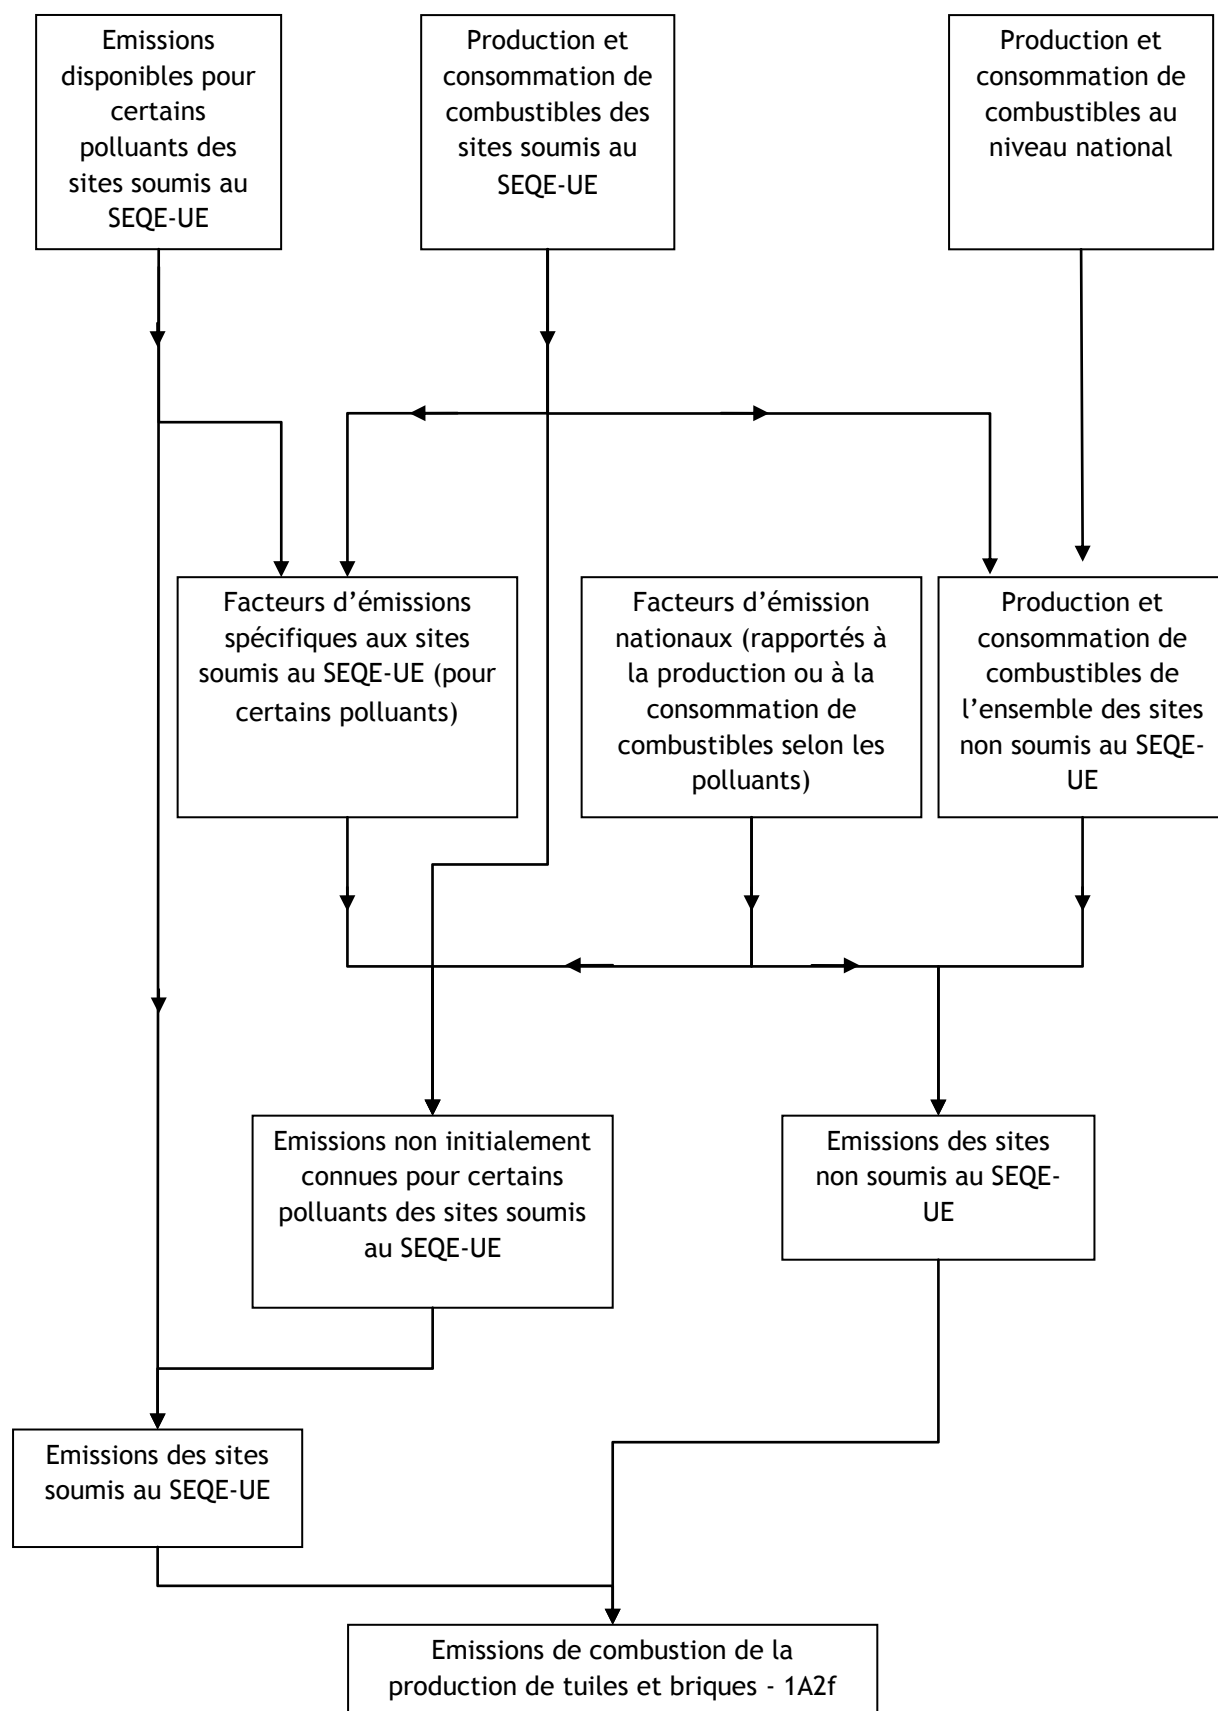 Emissions
disponibles pour
certains
polluants des
sites soumis au
SEQE-UE
Production et
consommation de
combustibles des
sites soumis au
SEQE-UE
Production et
consommation de
combustibles au
niveau national
Facteurs d’émissions
spécifiques aux sites
soumis au SEQE-UE (pour
certains polluants)
Facteurs d’émission
nationaux (rapportés à
la production ou à la
consommation de
combustibles selon les
polluants)
Production et
consommation de
combustibles de
l’ensemble des sites
non soumis au SEQE-
UE
Emissions non initialement
connues pour certains
polluants des sites soumis
au SEQE-UE
Emissions des sites
non soumis au SEQE-
UE
Emissions des sites
soumis au SEQE-UE
Emissions de combustion de la
production de tuiles et briques - 1A2f